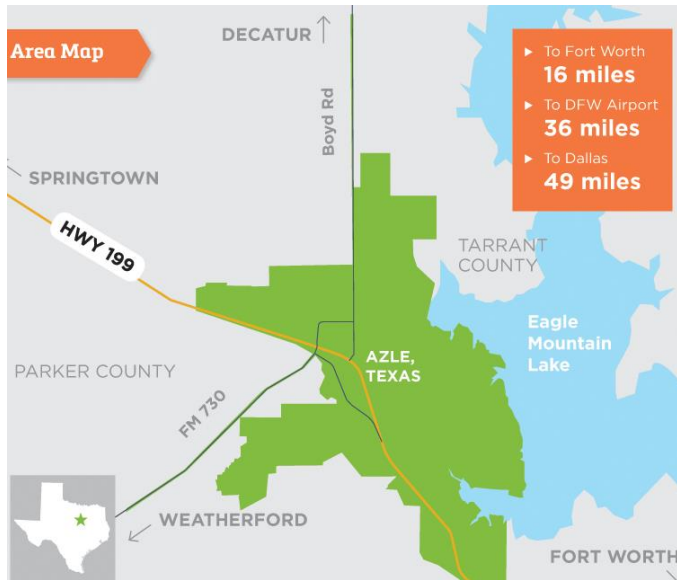 Area Map
DECATUR
Boyd Rd
To Fort Worth
16 miles
To DFW Airport
36 miles
To Dallas
49 miles
SPRINGTOWN
HWY 199
TARRANT
COUNTY
Eagle
Mountain
Lake
AZLE,
TEXAS
PARKER COUNTY
FM 730
WEATHERFORD
FORT WORTH